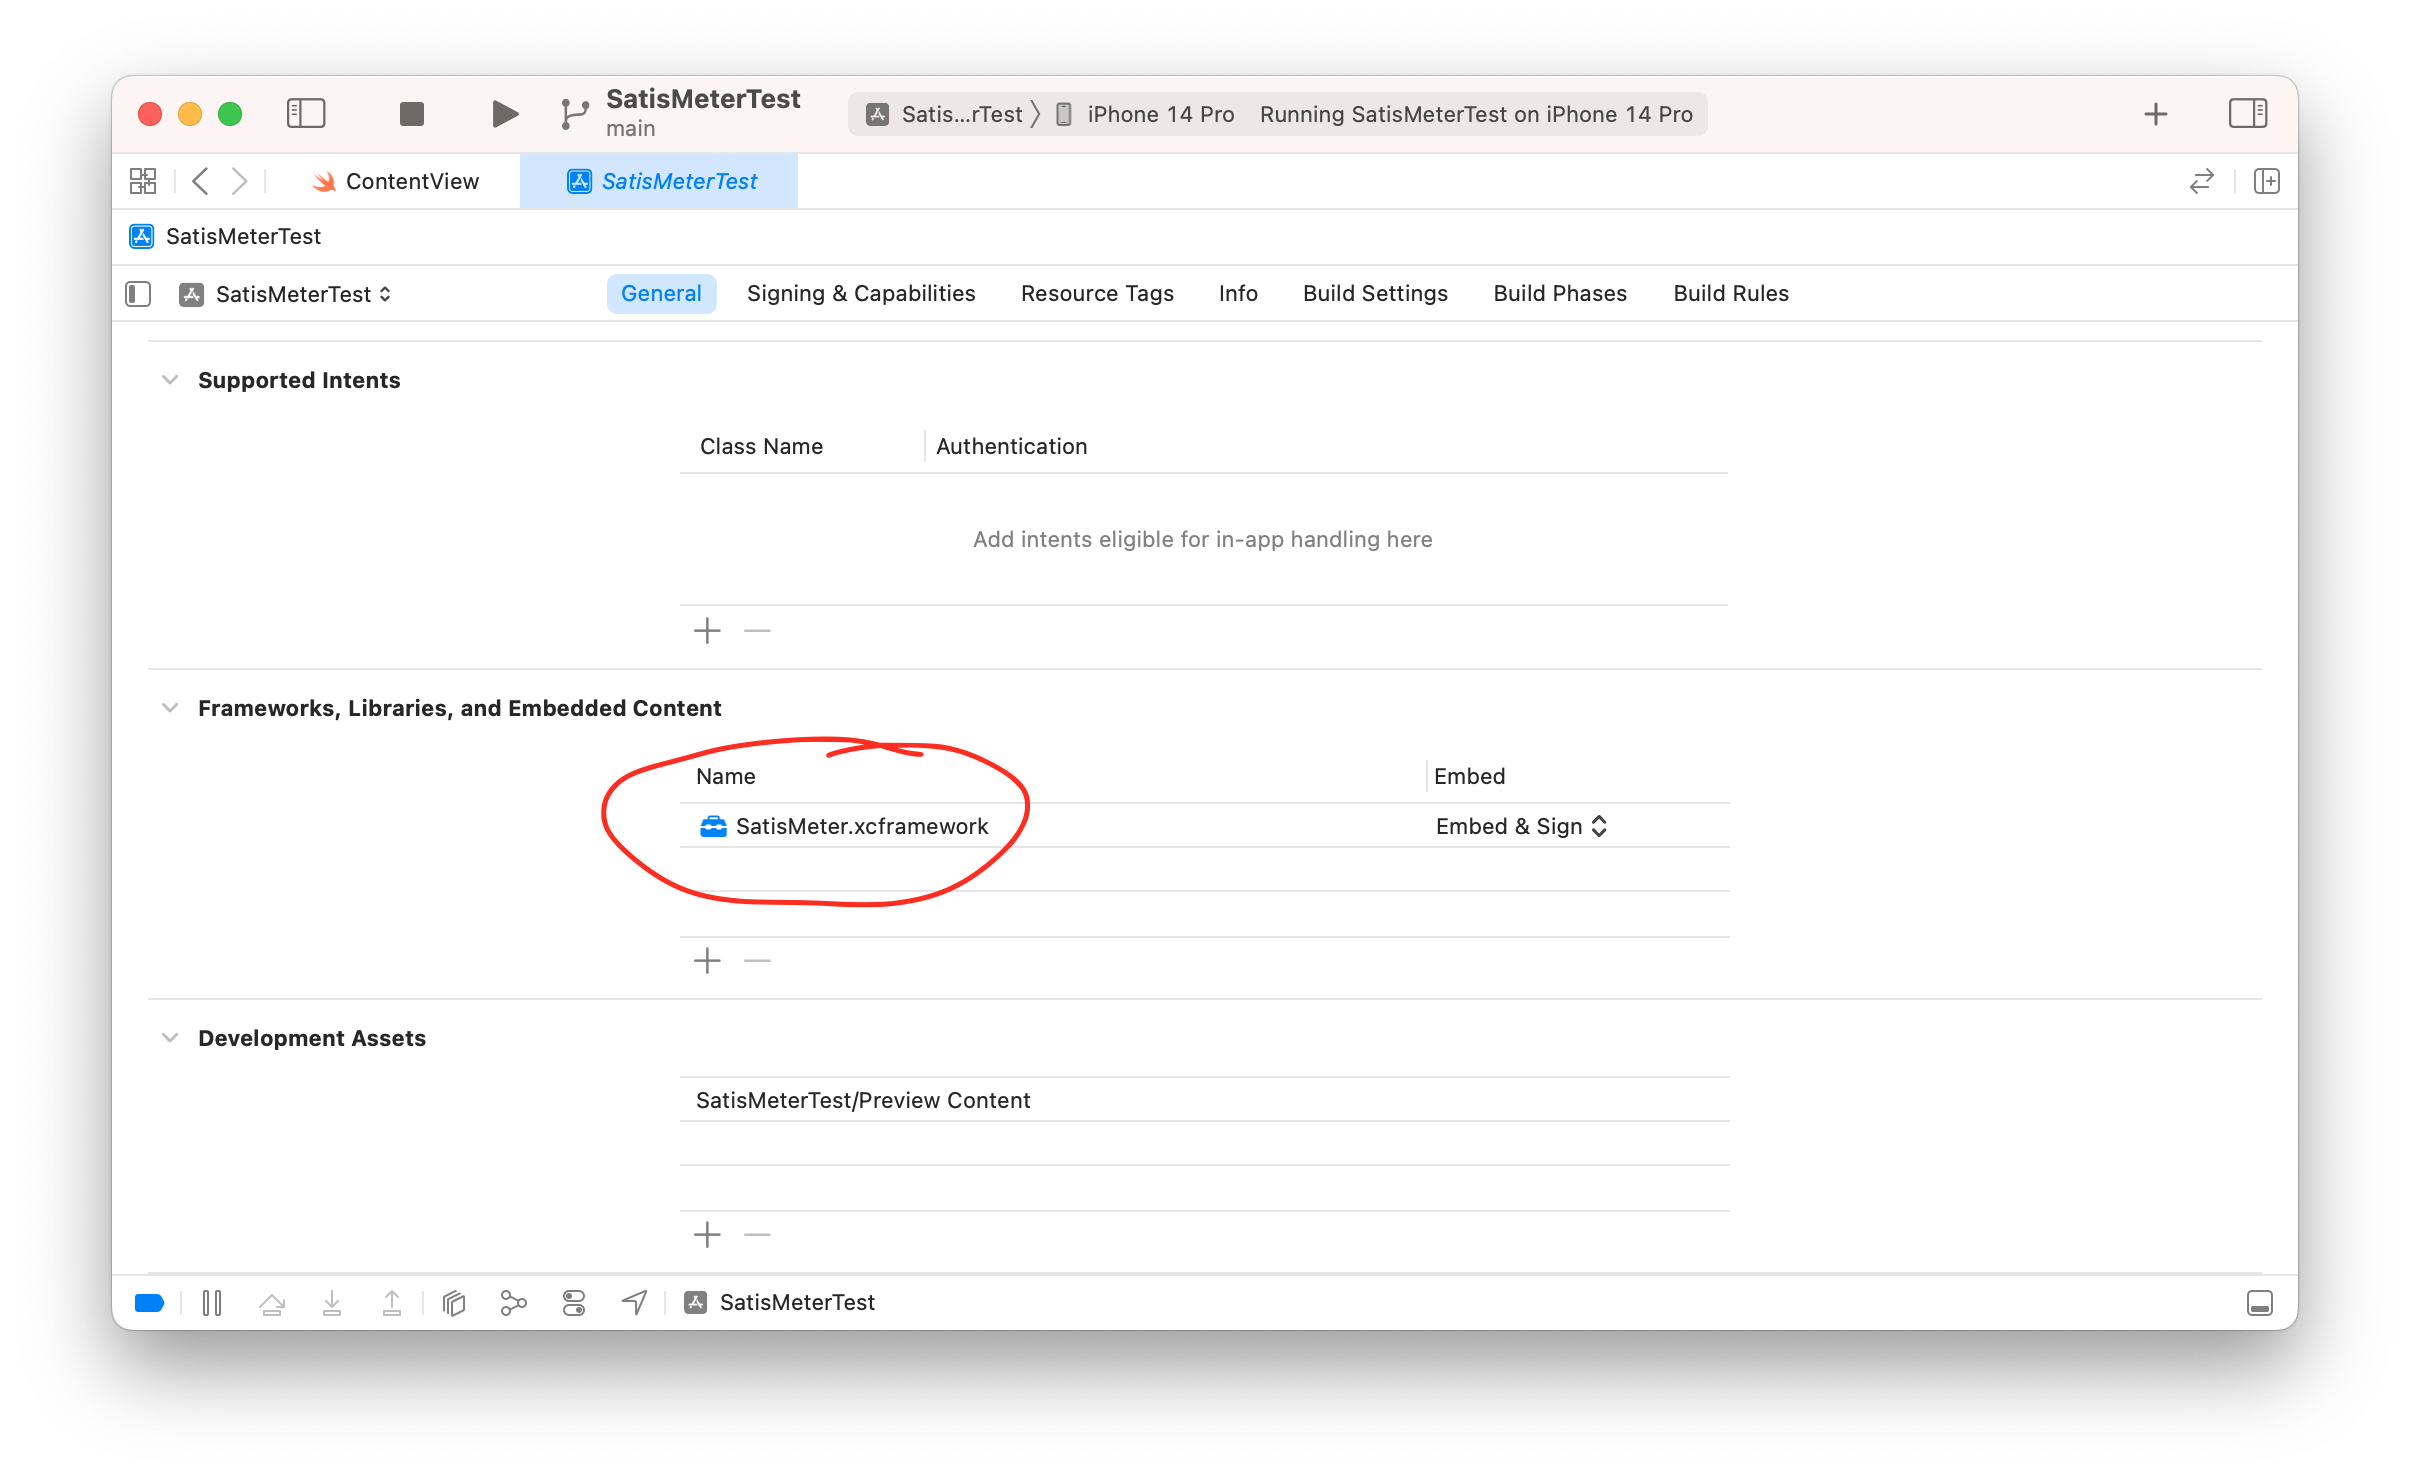 SatisMeterTest
main
Satis...rTest
iPhone 14 Pro
Running SatisMeterTest on iPhone 14 Pro
ContentView
SatisMeterTest
SatisMeterTest
SatisMeterTest
General
Signing & Capabilities
Resource Tags
Info
Build Settings
Build Phases
Build Rules
Supported Intents
Class Name
Authentication
Add intents eligible for in-app handling here
Frameworks, Libraries, and Embedded Content
Name
Embed
SatisMeter.xcframework
Embed & Sign
Development Assets
SatisMeterTest/Preview Content
SatisMeterTest